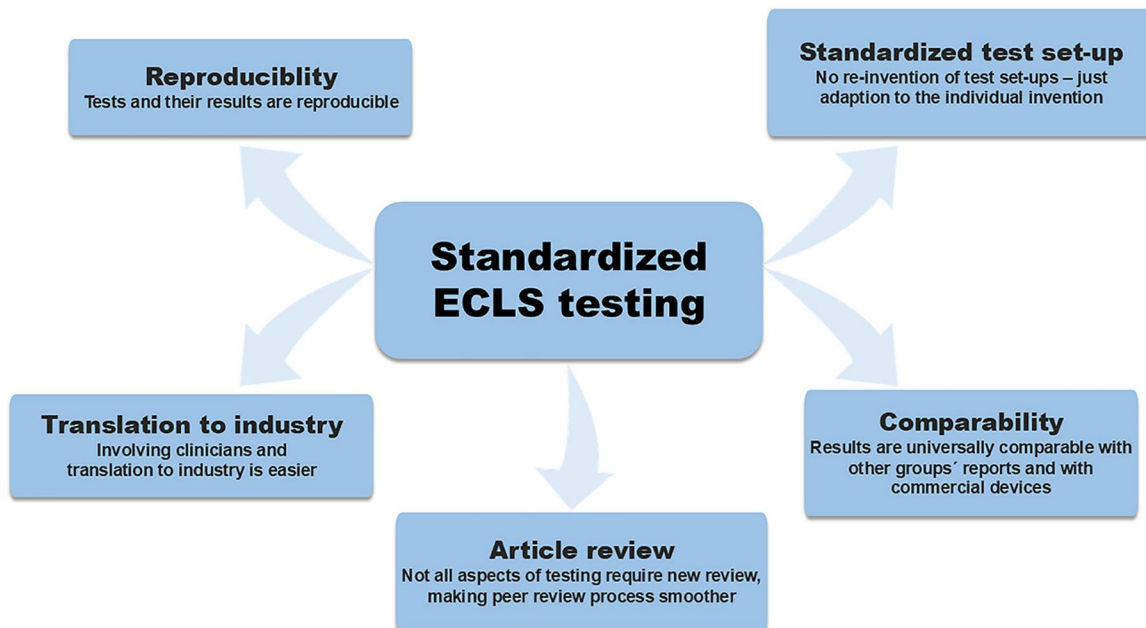 Reproduciblity
Tests and their results are reproducible
Standardized test set-up
No re-invention of test set-ups – just
adaption to the individual invention
Standardized
ECLS testing
Translation to industry
Involving clinicians and
translation to industry is easier
Comparability
Results are universally comparable with
other groups´ reports and with
commercial devices
Article review
Not all aspects of testing require new review,
making peer review process smoother